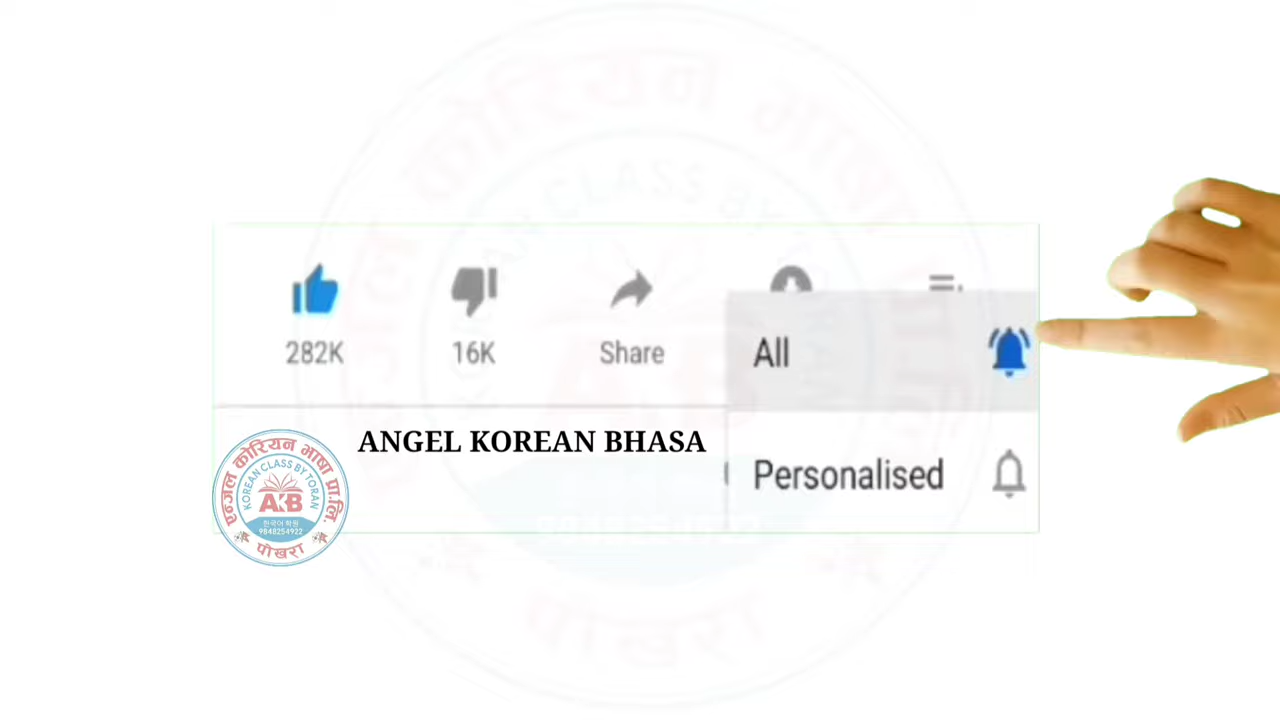 282K
16K
Share
All
Personalised
ANGEL KOREAN BHASA
एन्जल कोरियन भाषा प्रा.लि.
KOREAN CLASS BY TORAN
AKB
한국어 학원
9848254922
पोखरा